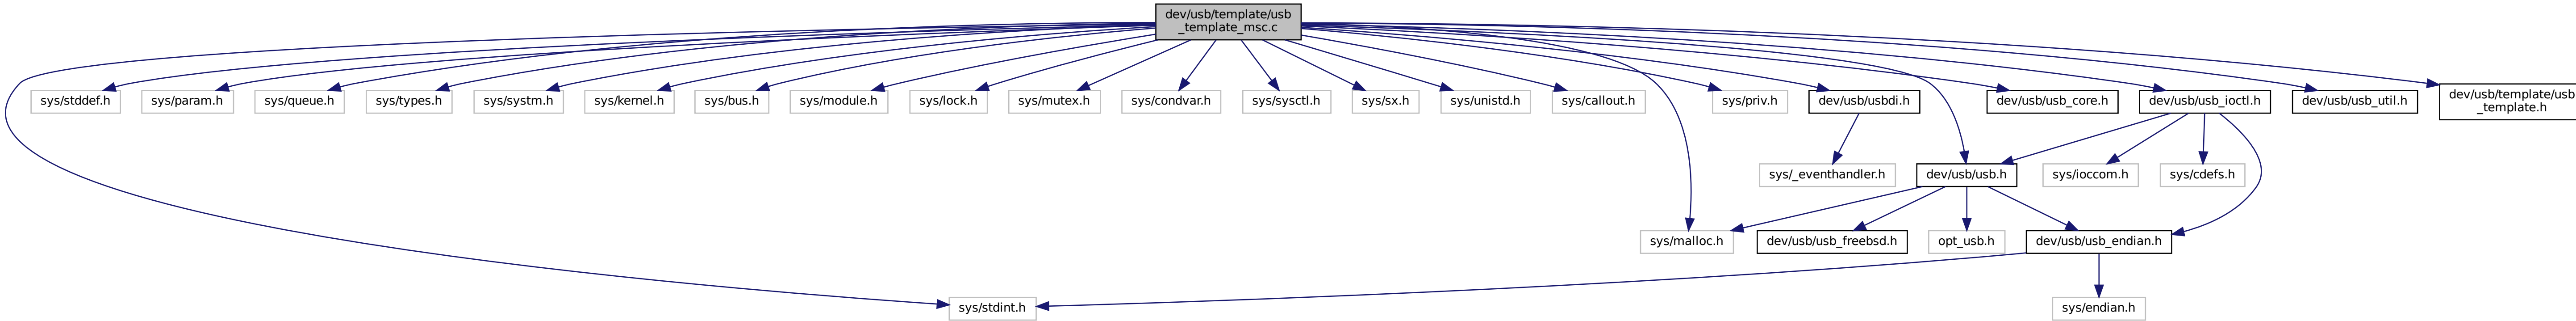 dev/usb/template/usb
_template_msc.c
sys/stddef.h
sys/param.h
sys/queue.h
sys/types.h
sys/systm.h
sys/kernel.h
sys/bus.h
sys/module.h
sys/lock.h
sys/mutex.h
sys/condvar.h
sys/sysctl.h
sys/sx.h
sys/unistd.h
sys/callout.h
sys/priv.h
dev/usb/usbdi.h
dev/usb/usb_core.h
dev/usb/usb_ioctl.h
dev/usb/usb_util.h
dev/usb/template/usb
_template.h
sys/_eventhandler.h
dev/usb/usb.h
sys/ioccom.h
sys/cdefs.h
sys/malloc.h
dev/usb/usb_freebsd.h
opt_usb.h
dev/usb/usb_endian.h
sys/stdint.h
sys/endian.h